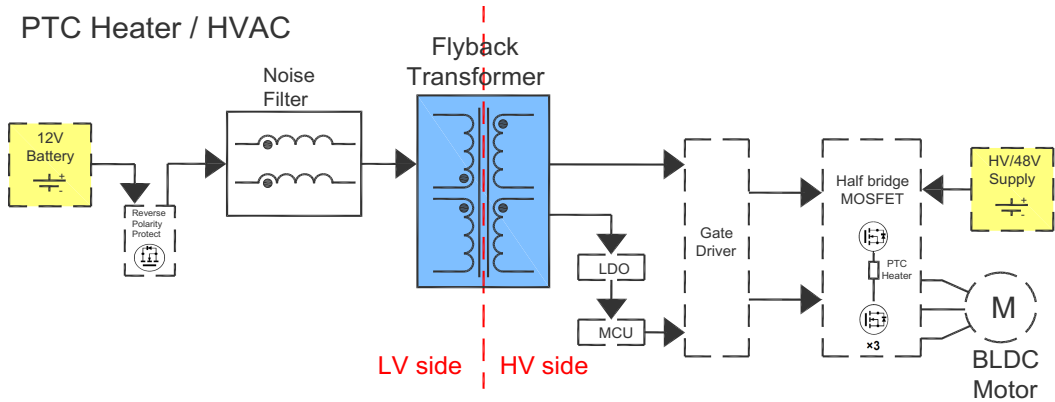 PTC Heater / HVAC
Flyback
Transformer
Noise
Filter
12V
Battery
+
-
Reverse
Polarity
Protect
LDO
MCU
Gate
Driver
Half bridge
MOSFET
PTC
Heater
×3
HV/48V
Supply
+
-
M
BLDC
Motor
LV side
HV side